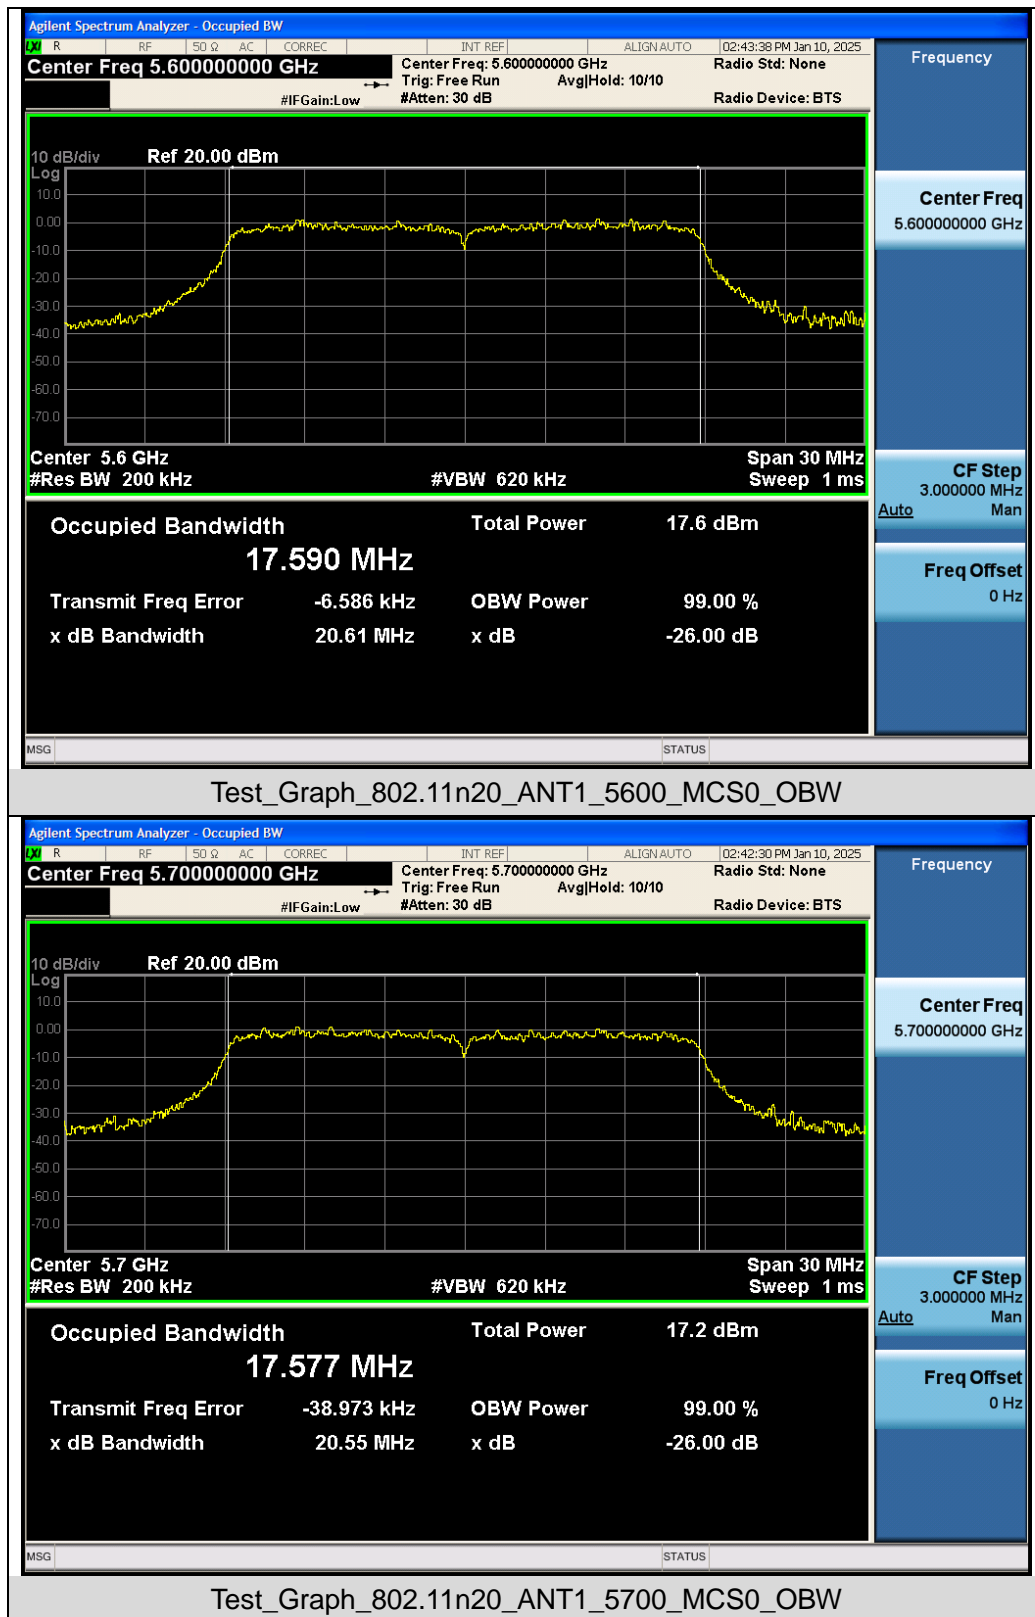 Agilent Spectrum Analyzer - Occupied BW
LXI R RF 50 Ω AC CORREC INT REF ALIGN AUTO 02:43:38 PM Jan 10, 2025
Center Freq 5.600000000 GHz
Center Freq: 5.600000000 GHz Radio Std: None
Trig: Free Run Avg|Hold: 10/10
#IFGain:Low #Atten: 30 dB Radio Device: BTS
Frequency
10 dB/div Ref 20.00 dBm
Log
10.0
0.00
-10.0
-20.0
-30.0
-40.0
-50.0
-60.0
-70.0
Center Freq
5.600000000 GHz
Center 5.6 GHz Span 30 MHz
#Res BW 200 kHz #VBW 620 kHz Sweep 1 ms
CF Step
3.000000 MHz
Auto Man
Occupied Bandwidth Total Power 17.6 dBm
17.590 MHz
Transmit Freq Error -6.586 kHz OBW Power 99.00 %
x dB Bandwidth 20.61 MHz x dB -26.00 dB
Freq Offset
0 Hz
MSG STATUS
Test_Graph_802.11n20_ANT1_5600_MCS0_OBW
Agilent Spectrum Analyzer - Occupied BW
LXI R RF 50 Ω AC CORREC INT REF ALIGN AUTO 02:42:30 PM Jan 10, 2025
Center Freq 5.700000000 GHz
Center Freq: 5.700000000 GHz Radio Std: None
Trig: Free Run Avg|Hold: 10/10
#IFGain:Low #Atten: 30 dB Radio Device: BTS
Frequency
10 dB/div Ref 20.00 dBm
Log
10.0
0.00
-10.0
-20.0
-30.0
-40.0
-50.0
-60.0
-70.0
Center Freq
5.700000000 GHz
Center 5.7 GHz Span 30 MHz
#Res BW 200 kHz #VBW 620 kHz Sweep 1 ms
CF Step
3.000000 MHz
Auto Man
Occupied Bandwidth Total Power 17.2 dBm
17.577 MHz
Transmit Freq Error -38.973 kHz OBW Power 99.00 %
x dB Bandwidth 20.55 MHz x dB -26.00 dB
Freq Offset
0 Hz
MSG STATUS
Test_Graph_802.11n20_ANT1_5700_MCS0_OBW